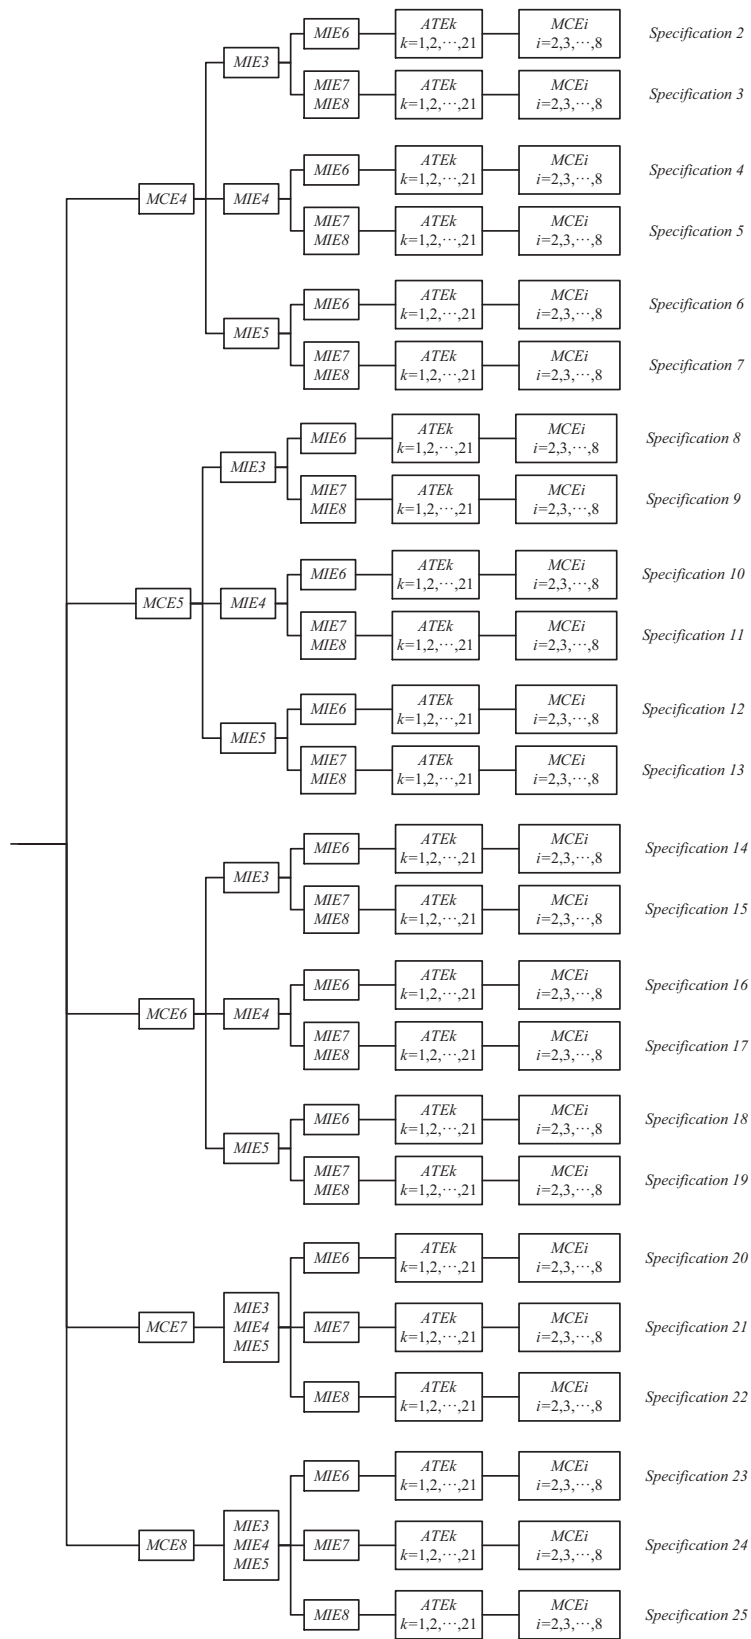 MIE6
ATEk
k=1,2,⋯,21
MCEi
i=2,3,⋯,8
Specification 2
MIE3
MIE7
MIE8
ATEk
k=1,2,⋯,21
MCEi
i=2,3,⋯,8
Specification 3
MCE4
MIE4
MIE6
ATEk
k=1,2,⋯,21
MCEi
i=2,3,⋯,8
Specification 4
MIE7
MIE8
ATEk
k=1,2,⋯,21
MCEi
i=2,3,⋯,8
Specification 5
MIE5
MIE6
ATEk
k=1,2,⋯,21
MCEi
i=2,3,⋯,8
Specification 6
MIE7
MIE8
ATEk
k=1,2,⋯,21
MCEi
i=2,3,⋯,8
Specification 7
MCE5
MIE3
MIE6
ATEk
k=1,2,⋯,21
MCEi
i=2,3,⋯,8
Specification 8
MIE7
MIE8
ATEk
k=1,2,⋯,21
MCEi
i=2,3,⋯,8
Specification 9
MIE4
MIE6
ATEk
k=1,2,⋯,21
MCEi
i=2,3,⋯,8
Specification 10
MIE7
MIE8
ATEk
k=1,2,⋯,21
MCEi
i=2,3,⋯,8
Specification 11
MIE5
MIE6
ATEk
k=1,2,⋯,21
MCEi
i=2,3,⋯,8
Specification 12
MIE7
MIE8
ATEk
k=1,2,⋯,21
MCEi
i=2,3,⋯,8
Specification 13
MCE6
MIE3
MIE6
ATEk
k=1,2,⋯,21
MCEi
i=2,3,⋯,8
Specification 14
MIE7
MIE8
ATEk
k=1,2,⋯,21
MCEi
i=2,3,⋯,8
Specification 15
MIE4
MIE6
ATEk
k=1,2,⋯,21
MCEi
i=2,3,⋯,8
Specification 16
MIE7
MIE8
ATEk
k=1,2,⋯,21
MCEi
i=2,3,⋯,8
Specification 17
MIE5
MIE6
ATEk
k=1,2,⋯,21
MCEi
i=2,3,⋯,8
Specification 18
MIE7
MIE8
ATEk
k=1,2,⋯,21
MCEi
i=2,3,⋯,8
Specification 19
MCE7
MIE3
MIE4
MIE5
MIE6
ATEk
k=1,2,⋯,21
MCEi
i=2,3,⋯,8
Specification 20
MIE7
ATEk
k=1,2,⋯,21
MCEi
i=2,3,⋯,8
Specification 21
MIE8
ATEk
k=1,2,⋯,21
MCEi
i=2,3,⋯,8
Specification 22
MCE8
MIE3
MIE4
MIE5
MIE6
ATEk
k=1,2,⋯,21
MCEi
i=2,3,⋯,8
Specification 23
MIE7
ATEk
k=1,2,⋯,21
MCEi
i=2,3,⋯,8
Specification 24
MIE8
ATEk
k=1,2,⋯,21
MCEi
i=2,3,⋯,8
Specification 25